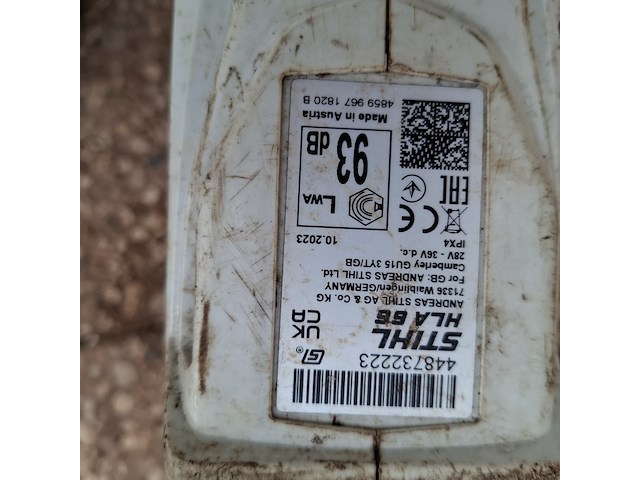 448732223
STIHL
HLA 66
UK
CA
ANDREAS STIHL AG & Co. KG
71336 Waiblingen/GERMANY
For GB: ANDREAS STIHL Ltd.
Camberley GU15 3YT/GB
28V - 36V d.c.
IPX4
10.2023
CE
EAC
LWA
93 dB
Made in Austria
4859 967 1820 B